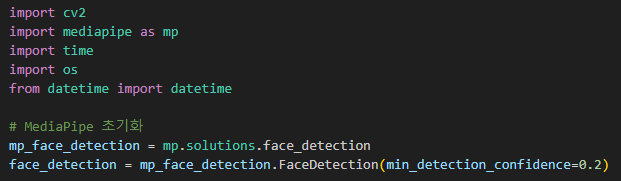 import cv2
import mediapipe as mp
import time
import os
from datetime import datetime

# MediaPipe 초기화
mp_face_detection = mp.solutions.face_detection
face_detection = mp_face_detection.FaceDetection(min_detection_confidence=0.2)